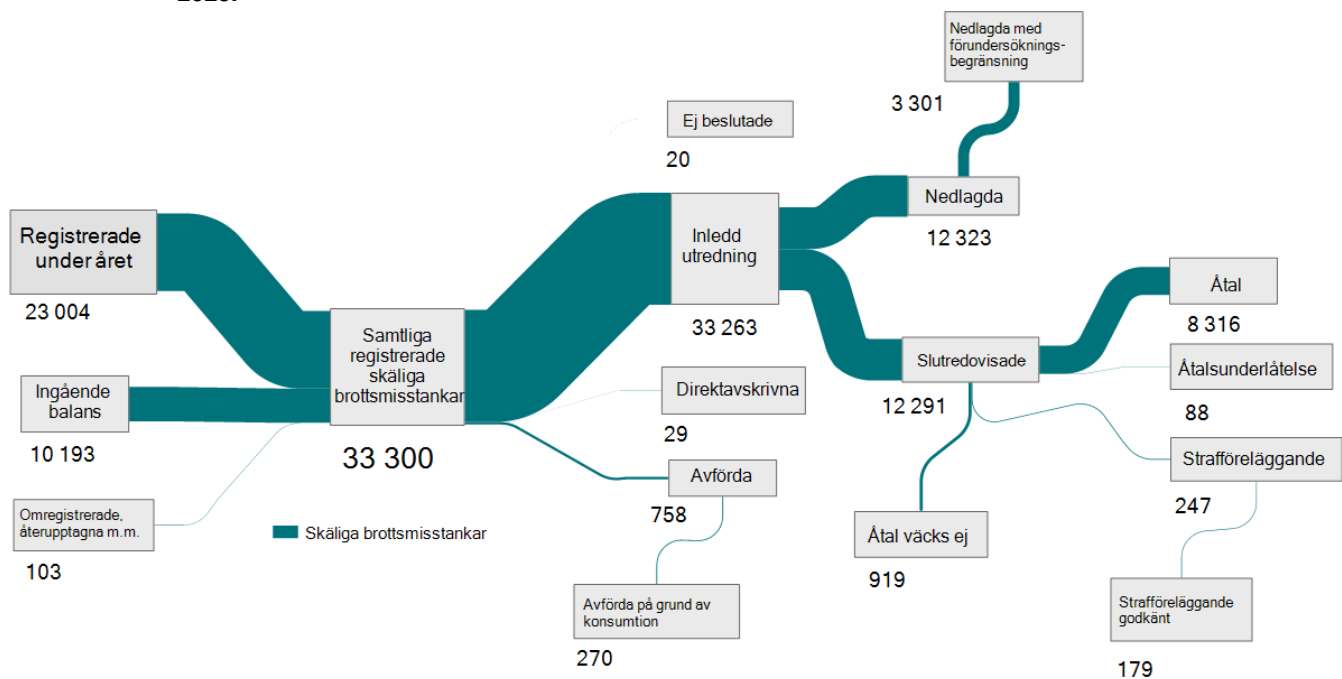 Nedlagda med
förundersöknings-
begränsning
3 301
Ej beslutade
20
Nedlagda
12 323
Registrerade
under året
23 004
Inledd
utredning
33 263
Åtal
8 316
Samtliga
registrerade
skäliga
brottsmisstankar
33 300
Slutredovisade
12 291
Åtalsunderlåtelse
88
Ingående
balans
10 193
Direktavskrivna
29
Strafföreläggande
247
Avförda
758
Omregistrerade,
återupptagna m.m.
103
Skäliga brottsmisstankar
Åtal väcks ej
919
Avförda på grund av
konsumtion
270
Strafföreläggande
godkänt
179